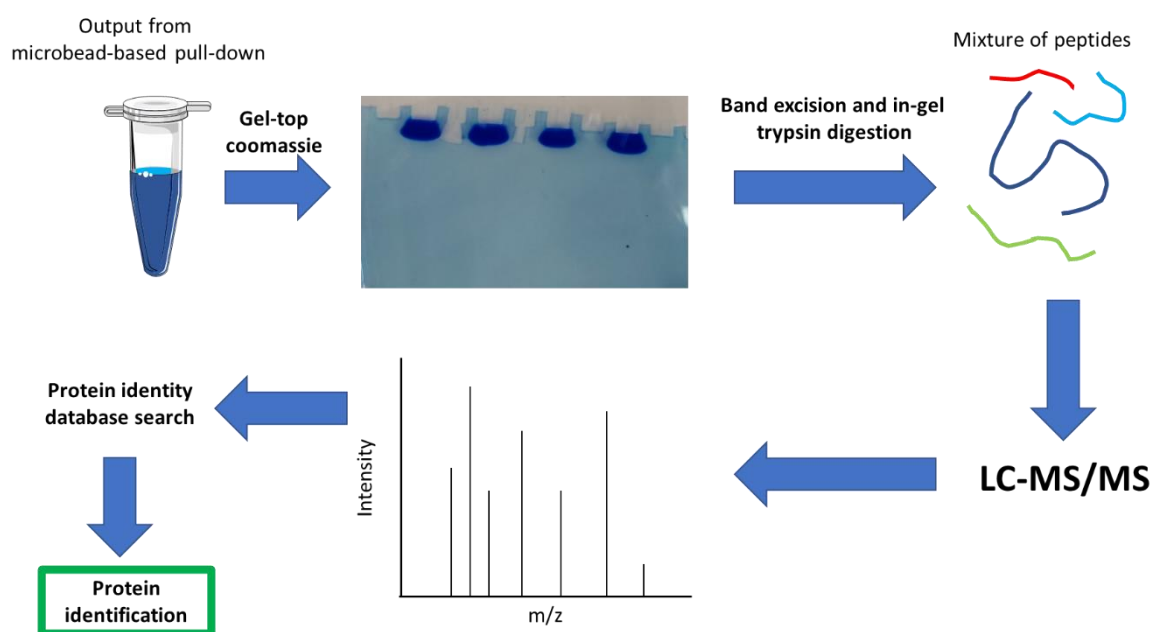 Output from
microbead-based pull-down
Gel-top
coomassie
Band excision and in-gel
trypsin digestion
Mixture of peptides
LC-MS/MS
Intensity
m/z
Protein identity
database search
Protein
identification